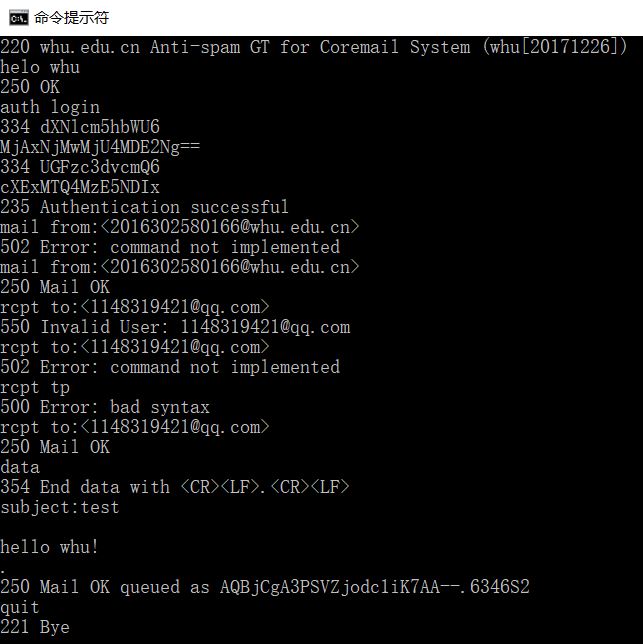 命令提示符
220 whu.edu.cn Anti-spam GT for Coremail System (whu[20171226])
helo whu
250 OK
auth login
334 dXNlcm5hbWU6
MjAxNjMwMjU4MDE2Ng==
334 UGFzc3dvcmQ6
cXExMTQ4MzE5NDIx
235 Authentication successful
mail from:<2016302580166@whu.edu.cn>
502 Error: command not implemented
mail from:<2016302580166@whu.edu.cn>
250 Mail OK
rcpt to:<1148319421@qq.com>
550 Invalid User: 1148319421@qq.com
rcpt to:<1148319421@qq.com>
502 Error: command not implemented
rcpt tp
500 Error: bad syntax
rcpt to:<1148319421@qq.com>
250 Mail OK
data
354 End data with <CR><LF>.<CR><LF>
subject:test

hello whu!
.
250 Mail OK queued as AQBjCgA3PSVZjodc1iK7AA--.6346S2
quit
221 Bye